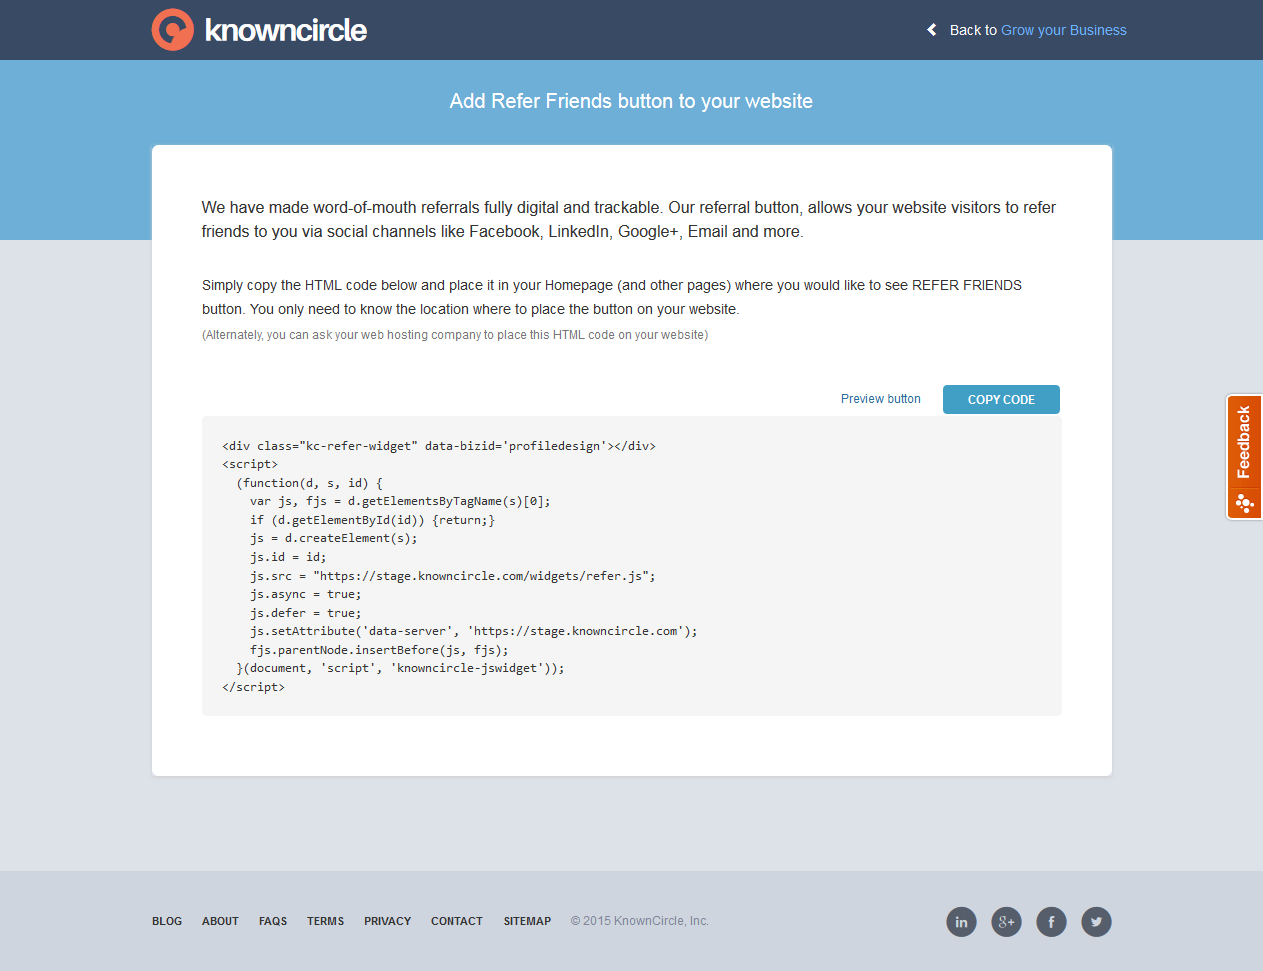 knowncircle
Back to Grow your Business
Add Refer Friends button to your website
We have made word-of-mouth referrals fully digital and trackable. Our referral button, allows your website visitors to refer
friends to you via social channels like Facebook, LinkedIn, Google+, Email and more.
Simply copy the HTML code below and place it in your Homepage (and other pages) where you would like to see REFER FRIENDS
button. You only need to know the location where to place the button on your website.
(Alternately, you can ask your web hosting company to place this HTML code on your website)
Preview button
COPY CODE
<div class="kc-refer-widget" data-bizid='profiledesign'></div>
<script>
  (function(d, s, id) {
    var js, fjs = d.getElementsByTagName(s)[0];
    if (d.getElementById(id)) {return;}
    js = d.createElement(s);
    js.id = id;
    js.src = "https://stage.knowncircle.com/widgets/refer.js";
    js.async = true;
    js.defer = true;
    js.setAttribute('data-server', 'https://stage.knowncircle.com');
    fjs.parentNode.insertBefore(js, fjs);
  }(document, 'script', 'knowncircle-jswidget'));
</script>
Feedback
BLOG ABOUT FAQS TERMS PRIVACY CONTACT SITEMAP © 2015 KnownCircle, Inc.
in g+ f